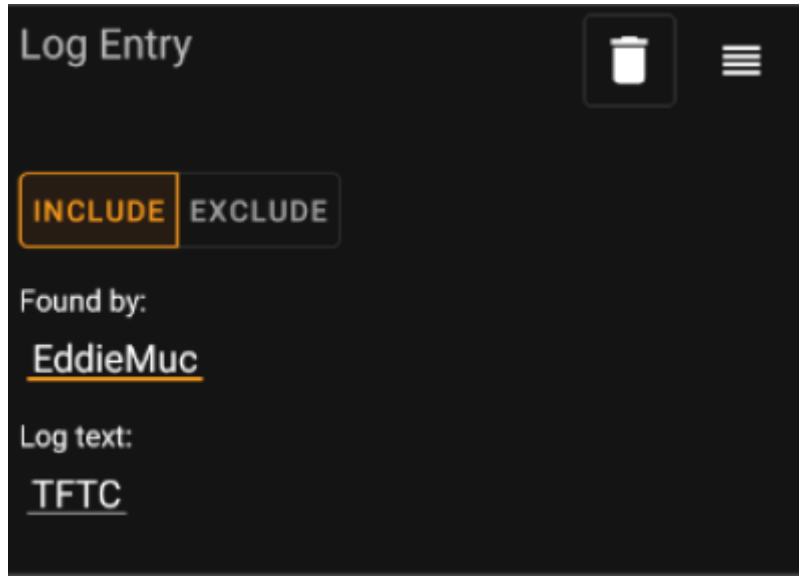 Log Entry
INCLUDE EXCLUDE
Found by:
EddieMuc
Log text:
TFTC